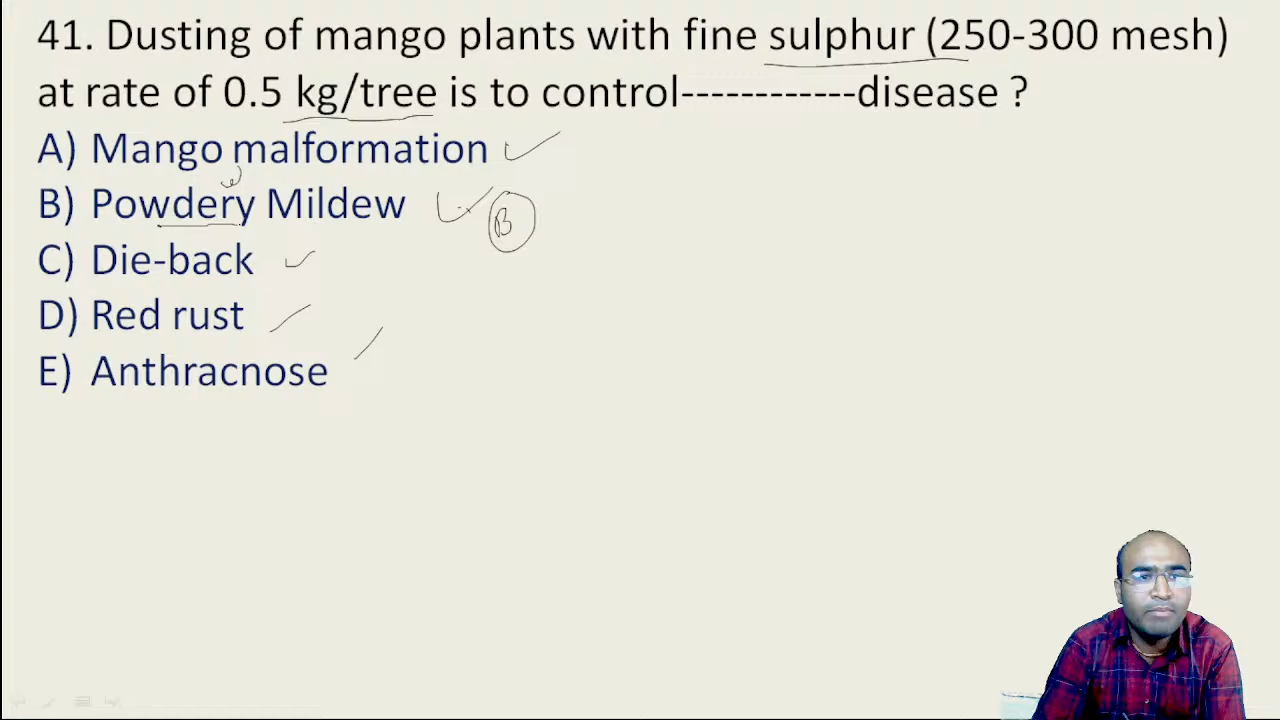 41. Dusting of mango plants with fine sulphur (250-300 mesh)
at rate of 0.5 kg/tree is to control------------disease ?
A) Mango malformation
B) Powdery Mildew
B
C) Die-back
D) Red rust
E) Anthracnose